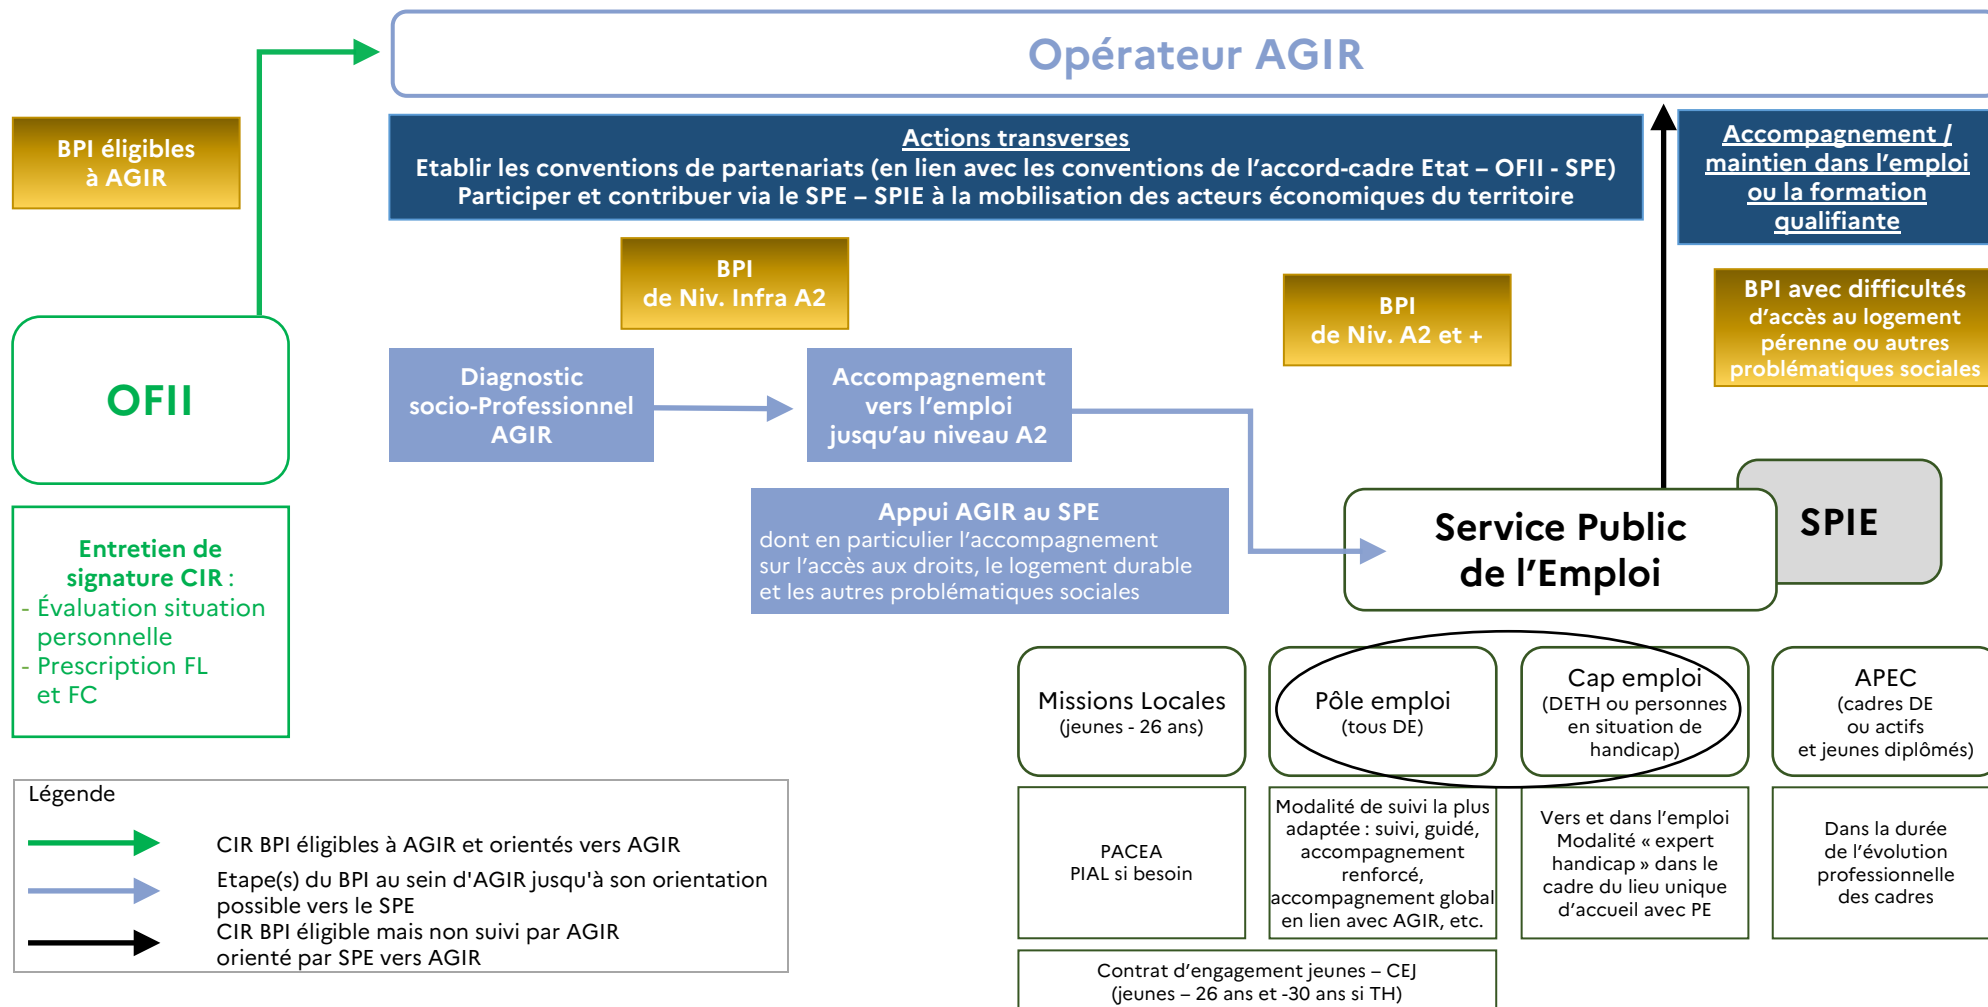 Opérateur AGIR
BPI éligibles
à AGIR
Actions transverses
Etablir les conventions de partenariats (en lien avec les conventions de l'accord-cadre Etat – OFII - SPE)
Participer et contribuer via le SPE – SPIE à la mobilisation des acteurs économiques du territoire
Accompagnement /
maintien dans l'emploi
ou la formation
qualifiante
BPI
de Niv. Infra A2
BPI
de Niv. A2 et +
BPI avec difficultés
d'accès au logement
pérenne ou autres
problématiques sociales
OFII
Diagnostic
socio-Professionnel
AGIR
Accompagnement
vers l'emploi
jusqu'au niveau A2
Appui AGIR au SPE
dont en particulier l'accompagnement
sur l'accès aux droits, le logement durable
et les autres problématiques sociales
Service Public
de l'Emploi
SPIE
Entretien de
signature CIR :
- Évaluation situation
personnelle
- Prescription FL
et FC
Missions Locales
(jeunes - 26 ans)
Pôle emploi
(tous DE)
Cap emploi
(DETH ou personnes
en situation de
handicap)
APEC
(cadres DE
ou actifs
et jeunes diplômés)
PACEA
PIAL si besoin
Modalité de suivi la plus
adaptée : suivi, guidé,
accompagnement
renforcé,
accompagnement global
en lien avec AGIR, etc.
Vers et dans l'emploi
Modalité « expert
handicap » dans le
cadre du lieu unique
d'accueil avec PE
Dans la durée
de l'évolution
professionnelle
des cadres
Contrat d'engagement jeunes – CEJ
(jeunes – 26 ans et -30 ans si TH)
Légende
CIR BPI éligibles à AGIR et orientés vers AGIR
Etape(s) du BPI au sein d'AGIR jusqu'à son orientation
possible vers le SPE
CIR BPI éligible mais non suivi par AGIR
orienté par SPE vers AGIR